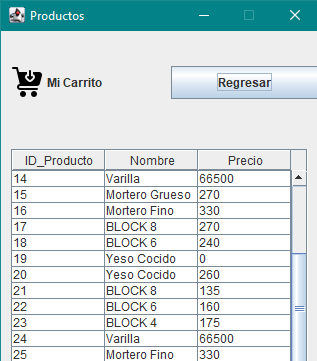 Productos
Mi Carrito
Regresar
ID_Producto Nombre Precio
14 Varilla 66500
15 Mortero Grueso 270
16 Mortero Fino 330
17 BLOCK 8 270
18 BLOCK 6 240
19 Yeso Cocido 0
20 Yeso Cocido 260
21 BLOCK 8 135
22 BLOCK 6 160
23 BLOCK 4 175
24 Varilla 66500
25 Mortero Fino 330